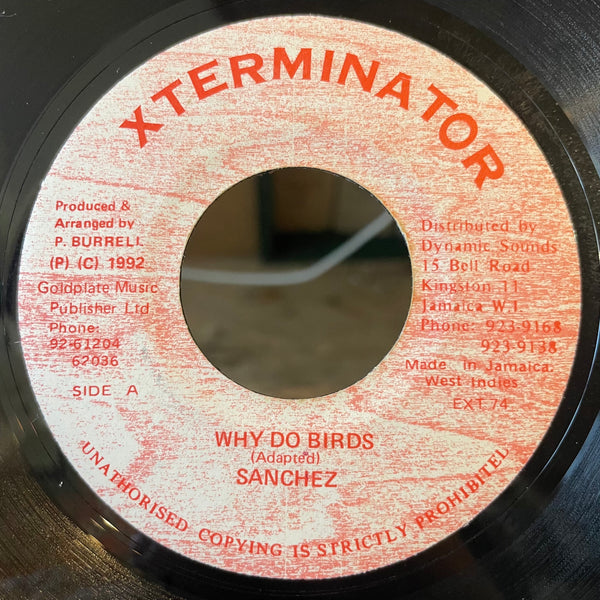 XTERMINATOR
Produced &
Arranged by
P. BURRELL
(P) (C) 1992
Goldplate Music
Publisher Ltd
Phone:
92-61204
62036
SIDE A
Distributed by
Dynamic Sounds
15 Bell Road
Kingston 11
Jamaica W.I.
Phone: 923-9168
923-9138
Made in Jamaica.
West Indies
EXT.74
WHY DO BIRDS
(Adapted)
SANCHEZ
UNAUTHORISED COPYING IS STRICTLY PROHIBITED